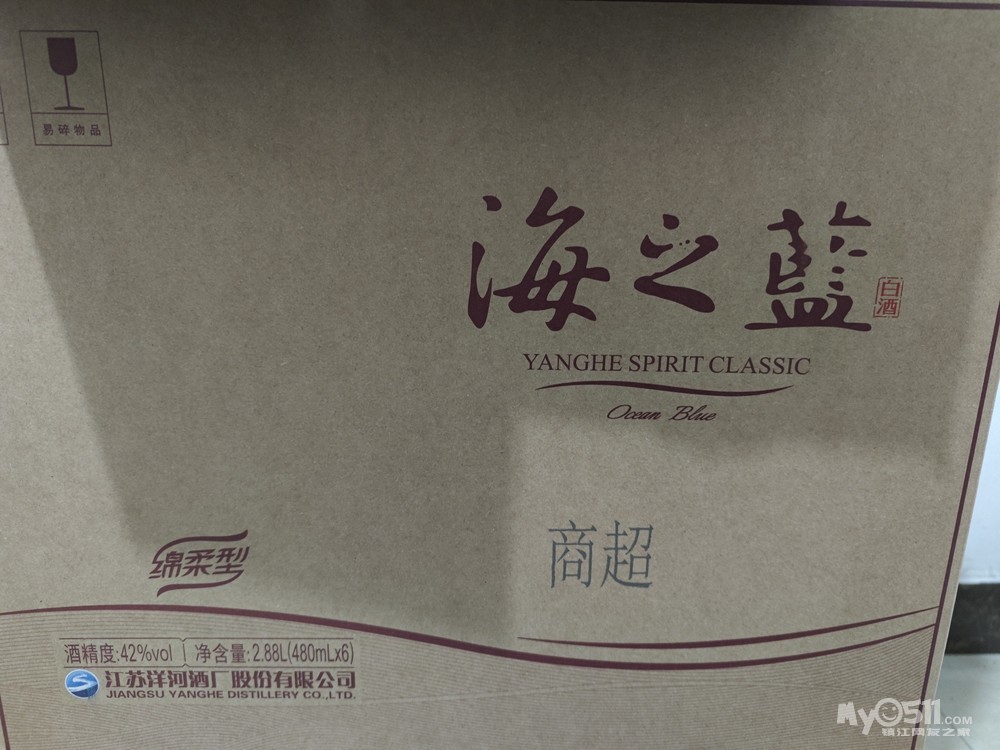 易碎物品
海之藍
白酒
YANGHE SPIRIT CLASSIC
Ocean Blue
商超
绵柔型
酒精度:42%vol 净含量:2.88L(480mLx6)
江苏洋河酒厂股份有限公司
JIANGSU YANGHE DISTILLERY CO.,LTD.
My0511.COM
镇江网友之家